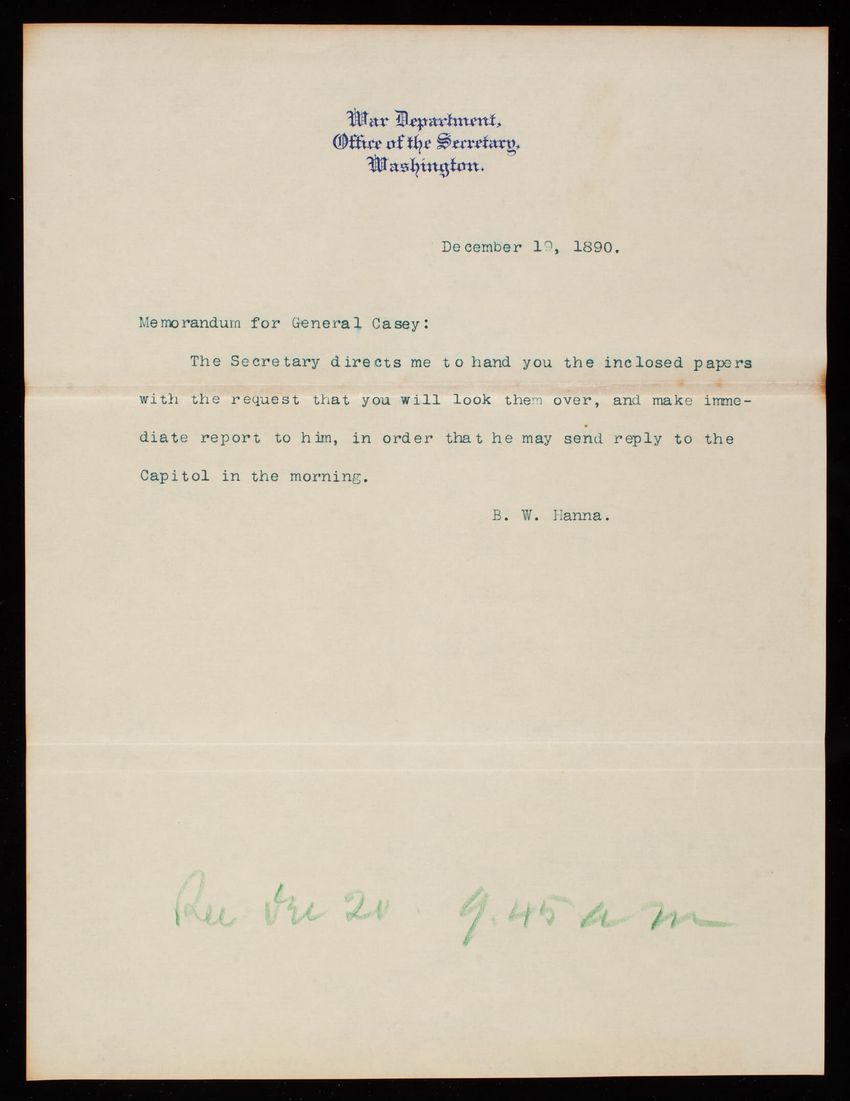 War Department,
Office of the Secretary,
Washington.
December 19, 1890.
Memorandum for General Casey:
The Secretary directs me to hand you the inclosed papers
with the request that you will look them over, and make imme-
diate report to him, in order that he may send reply to the
Capitol in the morning.
B. W. Hanna.
Rec Dec 20 9.45 a m